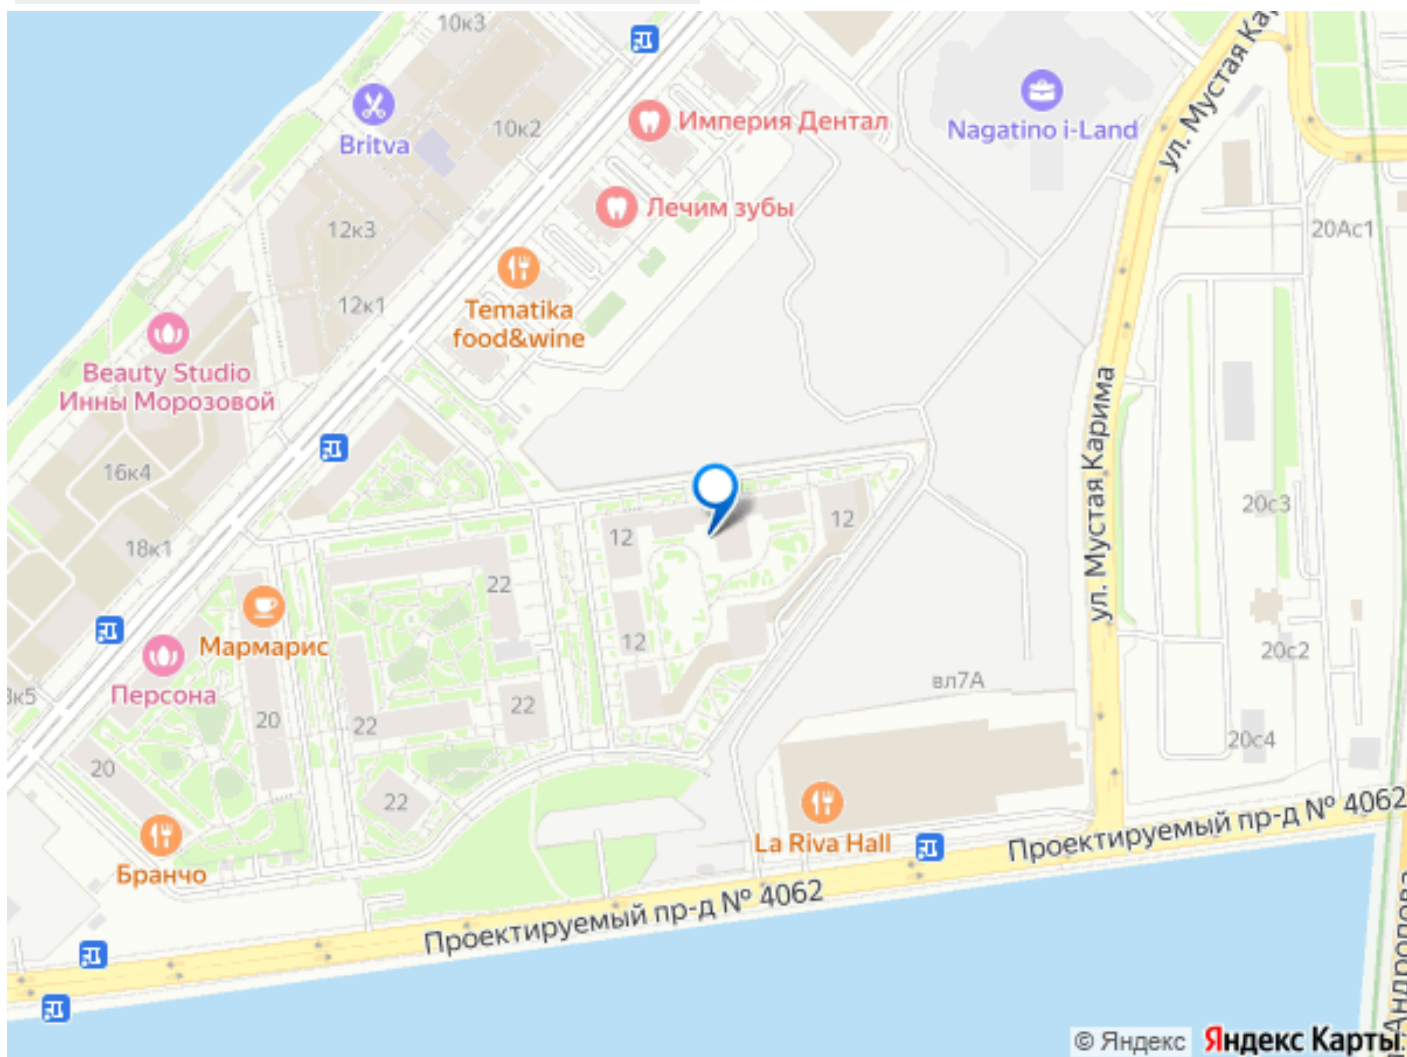 10к3
Britva
10к2
Империя Дентал
Nagatino i-Land
ул. Мустая
Лечим зубы
12к3
20Ас1
12к1
Tematika
food&wine
Beauty Studio
Инны Морозовой
16к4
18к1
ул. Мустая Карима
20с3
12
12
22
Мармарис
12
20с2
Персона
вл7А
20
22
22
20с4
20
22
La Riva Hall
Бранчо
Проектируемый пр-д № 4062
Проектируемый пр-д № 4062
Андропова
© Яндекс Яндекс Карты